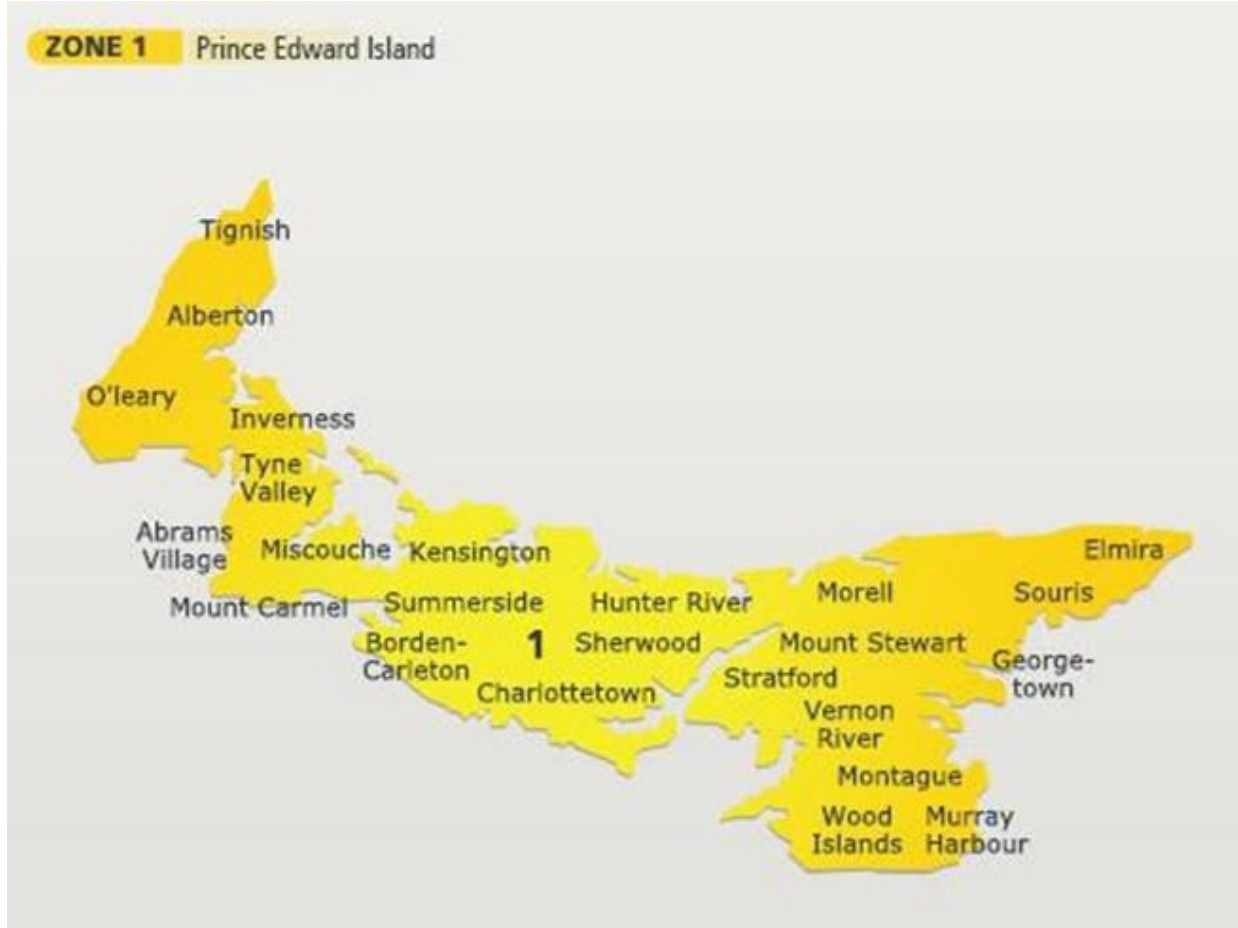 ZONE 1 Prince Edward Island
Tignish
Alberton
O'leary
Inverness
Tyne
Valley
Abrams
Village
Miscouche
Kensington
Elmira
Mount Carmel
Summerside
Hunter River
Morell
Souris
Borden-
Carleton
1
Sherwood
Mount Stewart
George-
town
Charlottetown
Stratford
Vernon
River
Montague
Wood
Islands
Murray
Harbour